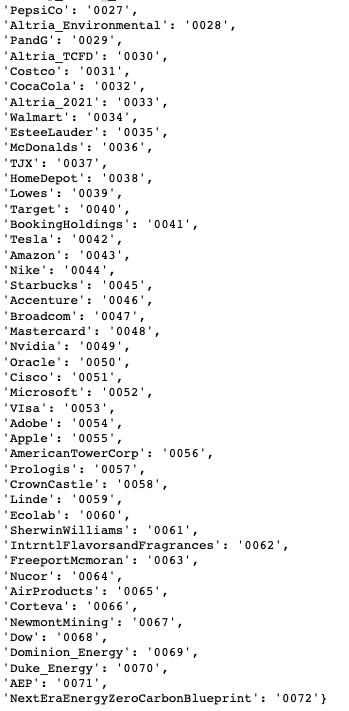 'PepsiCo': '0027',
'Altria_Environmental': '0028',
'PandG': '0029',
'Altria_TCFD': '0030',
'Costco': '0031',
'CocaCola': '0032',
'Altria_2021': '0033',
'Walmart': '0034',
'EsteeLauder': '0035',
'McDonalds': '0036',
'TJX': '0037',
'HomeDepot': '0038',
'Lowes': '0039',
'Target': '0040',
'BookingHoldings': '0041',
'Tesla': '0042',
'Amazon': '0043',
'Nike': '0044',
'Starbucks': '0045',
'Accenture': '0046',
'Broadcom': '0047',
'Mastercard': '0048',
'Nvidia': '0049',
'Oracle': '0050',
'Cisco': '0051',
'Microsoft': '0052',
'VIsa': '0053',
'Adobe': '0054',
'Apple': '0055',
'AmericanTowerCorp': '0056',
'Prologis': '0057',
'CrownCastle': '0058',
'Linde': '0059',
'Ecolab': '0060',
'SherwinWilliams': '0061',
'IntrntlFlavorsandFragrances': '0062',
'FreeportMcmoran': '0063',
'Nucor': '0064',
'AirProducts': '0065',
'Corteva': '0066',
'NewmontMining': '0067',
'Dow': '0068',
'Dominion_Energy': '0069',
'Duke_Energy': '0070',
'AEP': '0071',
'NextEraEnergyZeroCarbonBlueprint': '0072'}